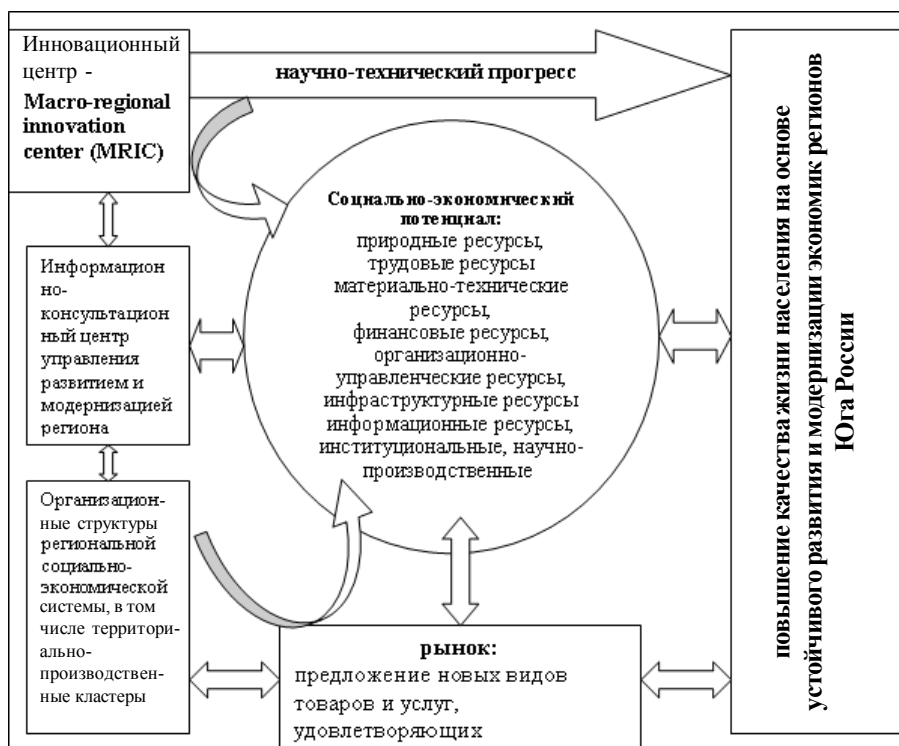 Инновационный
центр -
Macro-regional
innovation
center (MRIC)
научно-технический прогресс
Социально-экономический
потенциал:
природные ресурсы,
трудовые ресурсы
материально-технические
ресурсы,
финансовые ресурсы,
организационно-
управленческие ресурсы,
инфраструктурные ресурсы
информационные ресурсы,
институциональные, научно-
производственные
Информацион
но-
консультацион
ный центр
управления
развитием и
модернизацией
региона
Организацион-
ные структуры
региональной
социально-
экономической
системы, в том
числе территори-
ально-
производствен-
ные кластеры
рынок:
предложение новых видов
товаров и услуг,
удовлетворяющих
повышение качества жизни населения на основе
устойчивого развития и модернизации экономик регионов
Юга России